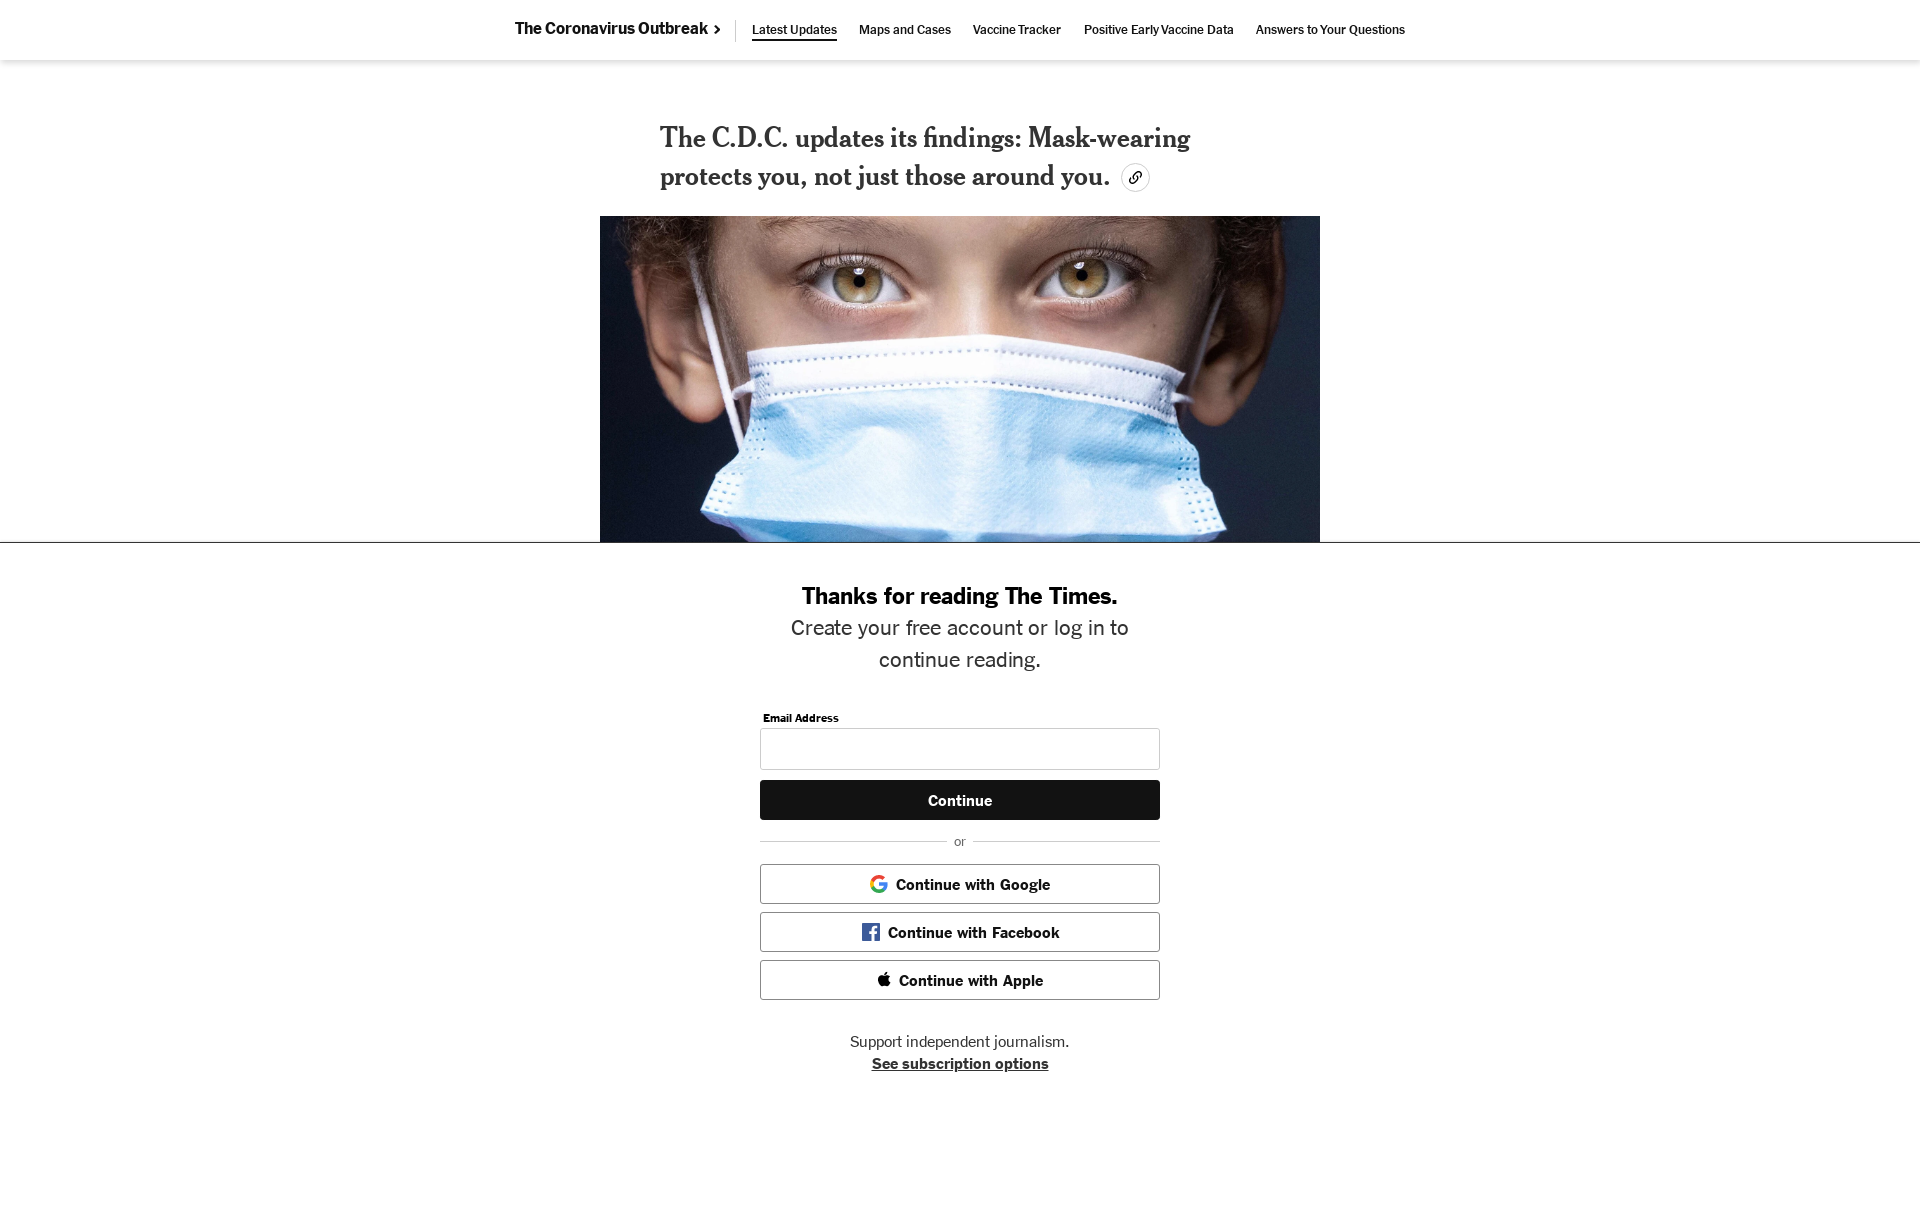 The Coronavirus Outbreak
Latest Updates
Maps and Cases
Vaccine Tracker
Positive Early Vaccine Data
Answers to Your Questions
The C.D.C. updates its findings: Mask-wearing
protects you, not just those around you.
Thanks for reading The Times.
Create your free account or log in to
continue reading.
Email Address
Continue
or
Continue with Google
Continue with Facebook
Continue with Apple
Support independent journalism.
See subscription options